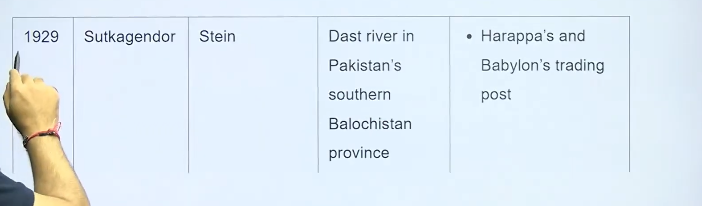 1929 Sutkagendor Stein Dast river in • Harappa's and
Pakistan's Babylon's trading
southern post
Balochistan
province